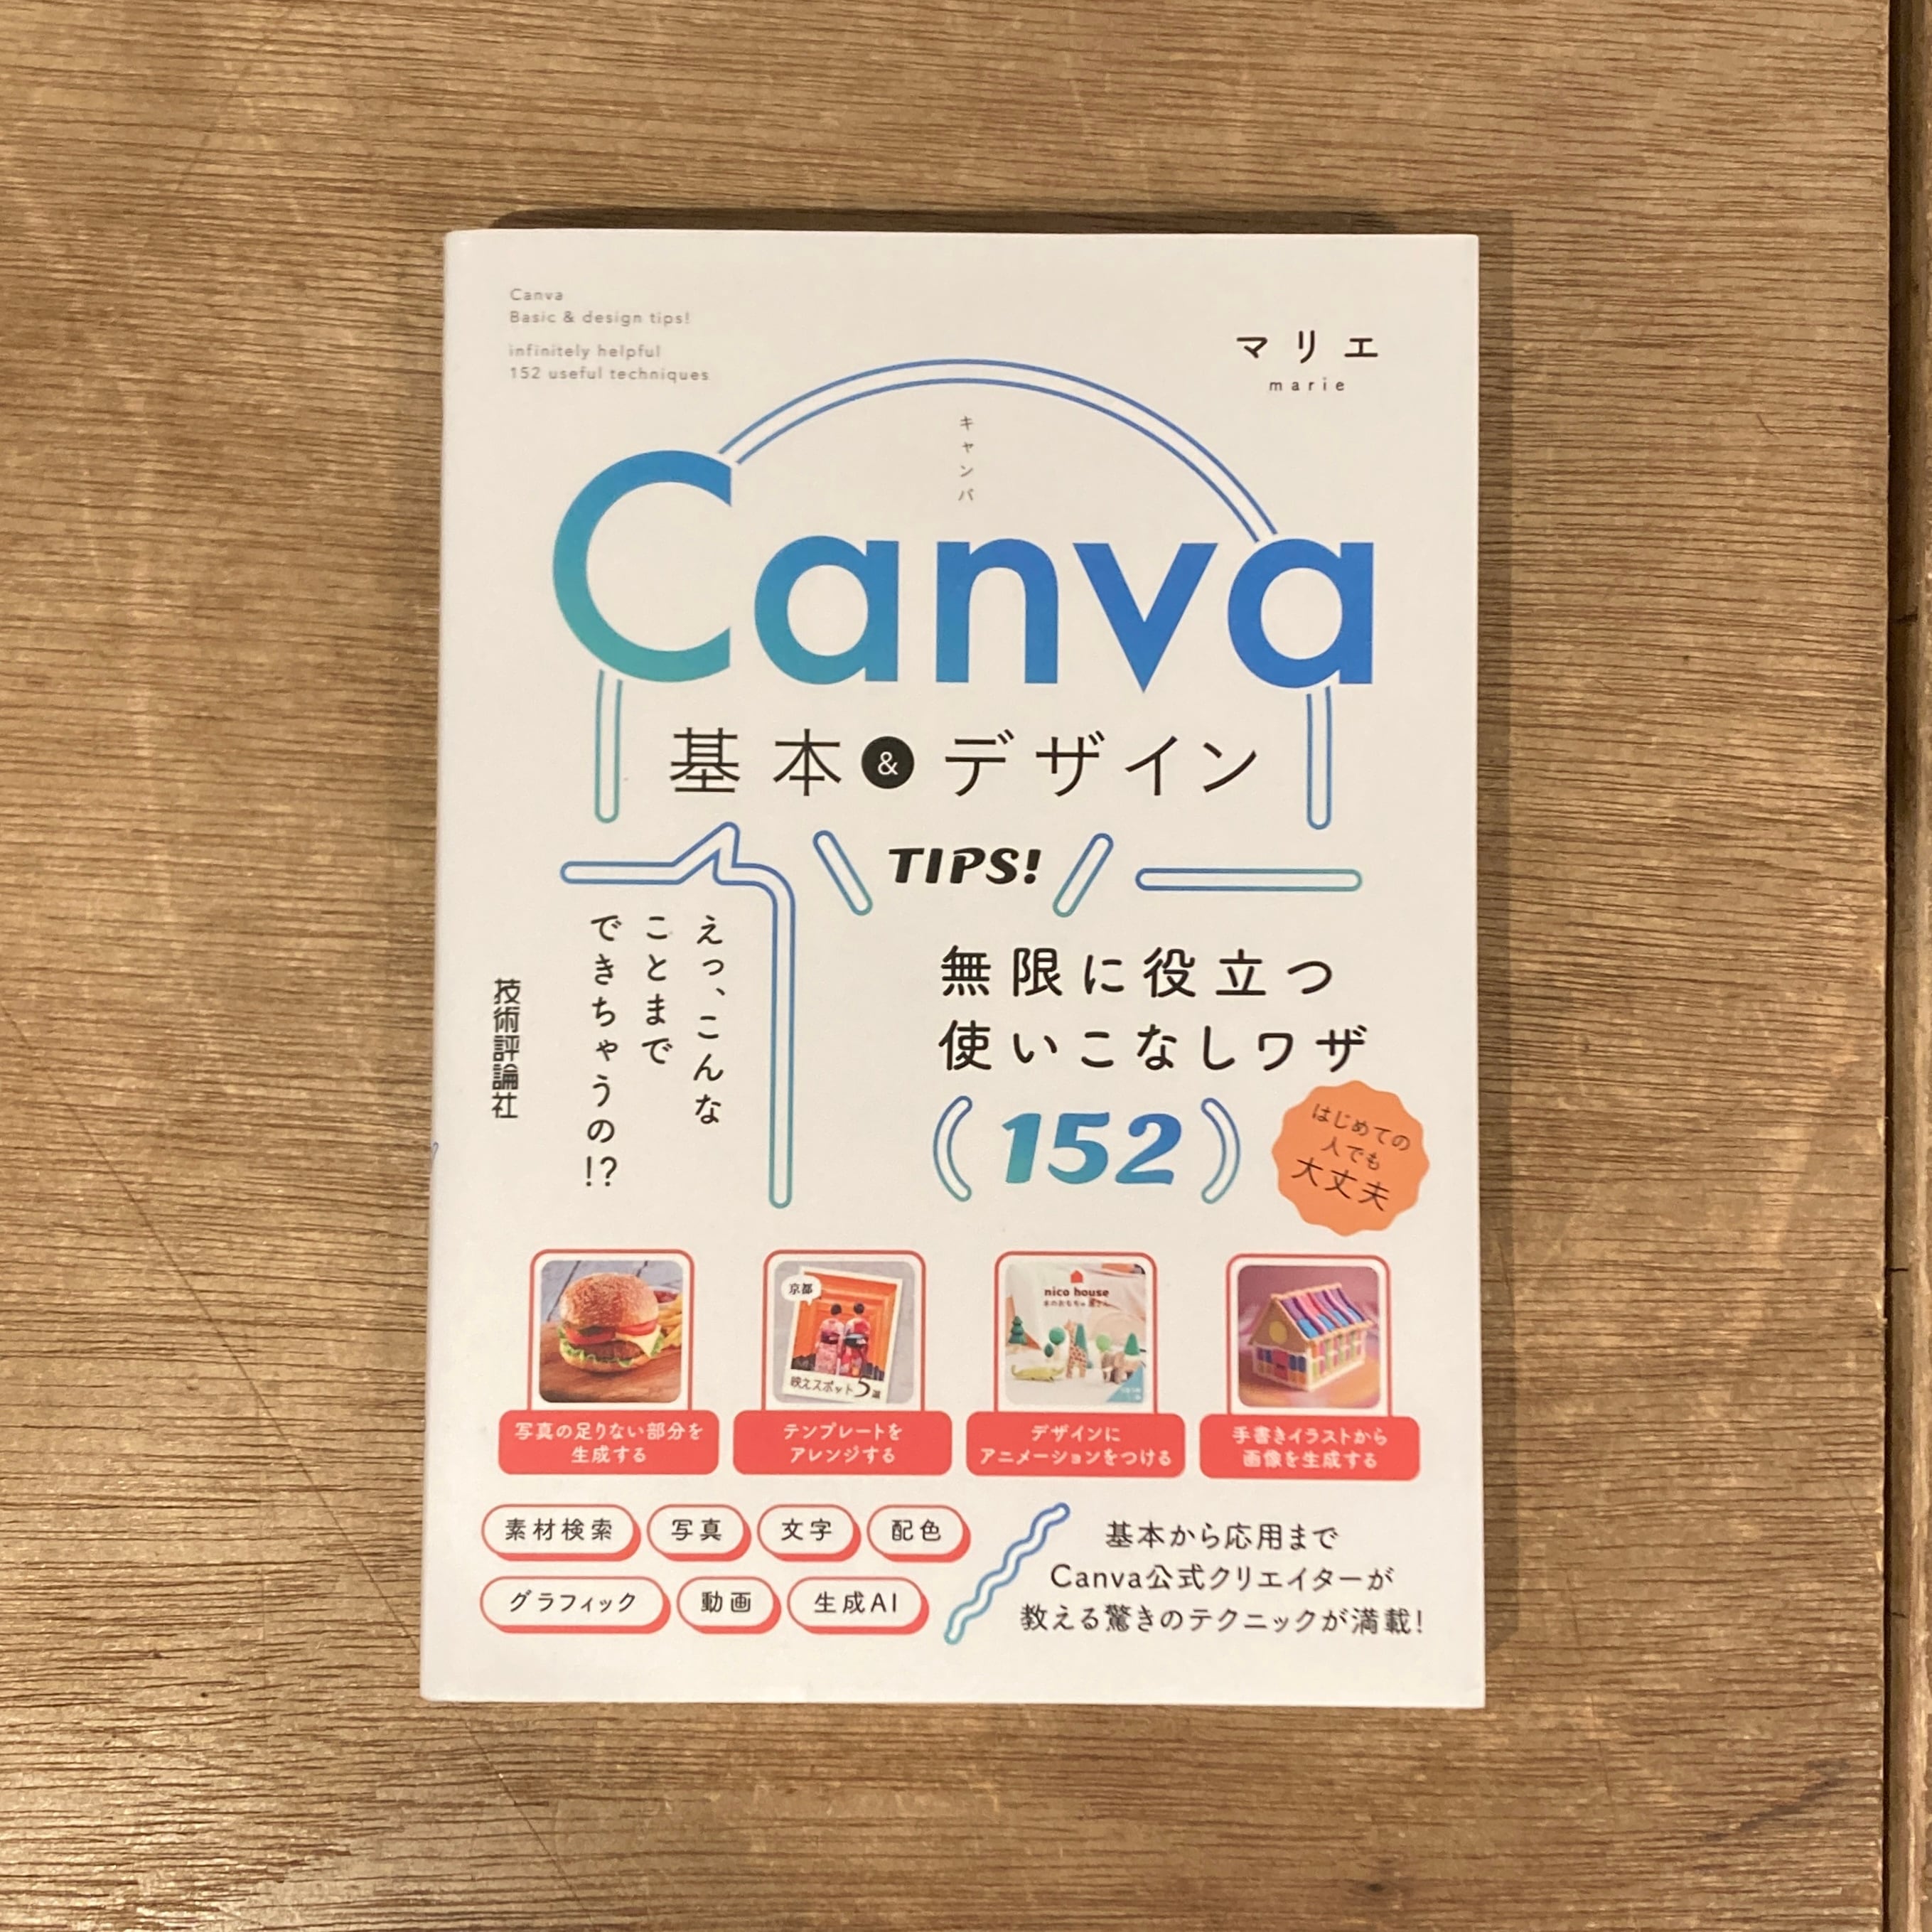 Canva
Basic & design tips!
infinitely helpful
152 useful techniques
マリエ
marie
キャンバ
Canva
基本&デザイン
TIPS!
えっ、こんな
ことまで
できちゃうの!?
技術評論社
無限に役立つ
使いこなしワザ
(152)
はじめての
人でも
大丈夫
京都
映えスポット5選
nico house
木のおもちゃ屋さん
写真の足りない部分を
生成する
テンプレートを
アレンジする
デザインに
アニメーションをつける
手書きイラストから
画像を生成する
素材検索
写真
文字
配色
グラフィック
動画
生成AI
基本から応用まで
Canva公式クリエイターが
教える驚きのテクニックが満載!